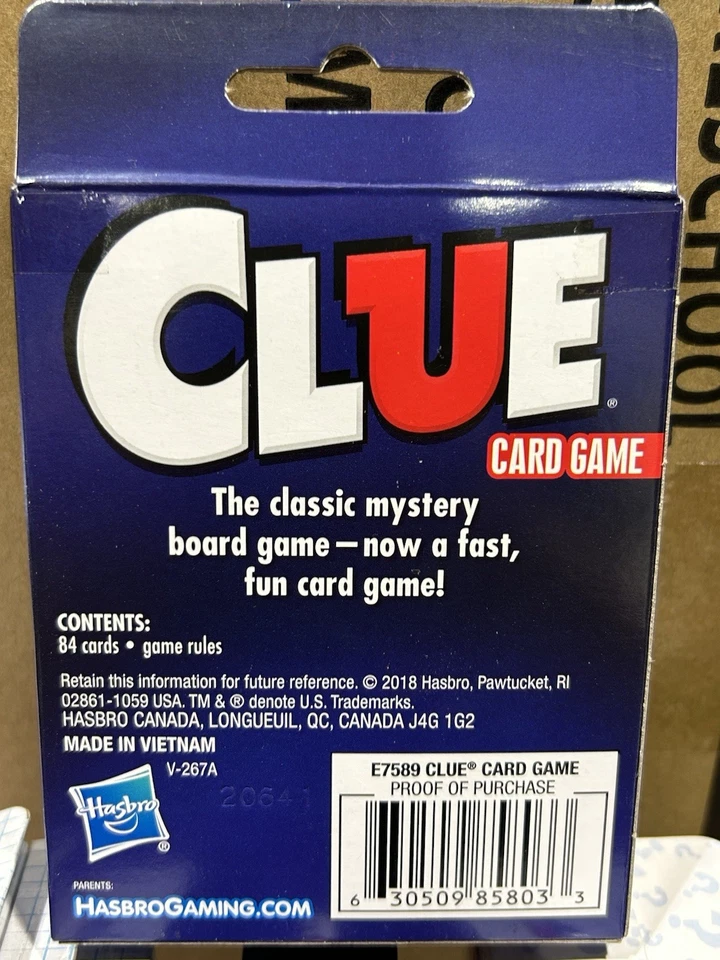 CLUE®
CARD GAME
The classic mystery
board game – now a fast,
fun card game!
CONTENTS:
84 cards • game rules
Retain this information for future reference. © 2018 Hasbro, Pawtucket, RI
02861-1059 USA. TM & ® denote U.S. Trademarks.
HASBRO CANADA, LONGUEUIL, QC, CANADA J4G 1G2
MADE IN VIETNAM
V-267A
20641
Hasbro®
PARENTS:
HASBROGAMING.COM
E7589 CLUE® CARD GAME
PROOF OF PURCHASE
6 30509 85803 3